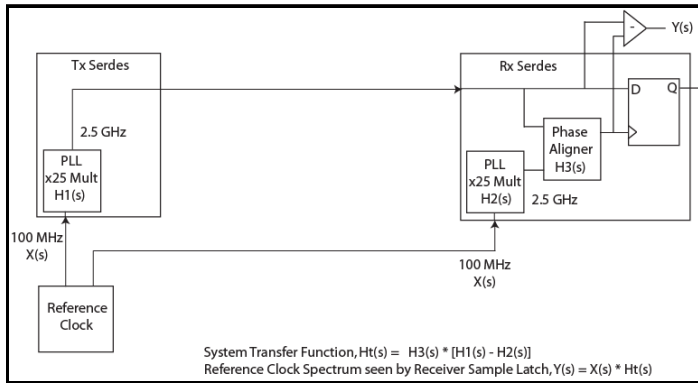 Tx Serdes
2.5 GHz
PLL
x25 Mult
H1(s)
100 MHz
X(s)
Reference
Clock
Rx Serdes
Y(s)
-
D Q
Phase
Aligner
H3(s)
PLL
x25 Mult
H2(s)
2.5 GHz
100 MHz
X(s)
System Transfer Function, Ht(s) = H3(s) * [H1(s) - H2(s)]
Reference Clock Spectrum seen by Receiver Sample Latch, Y(s) = X(s) * Ht(s)